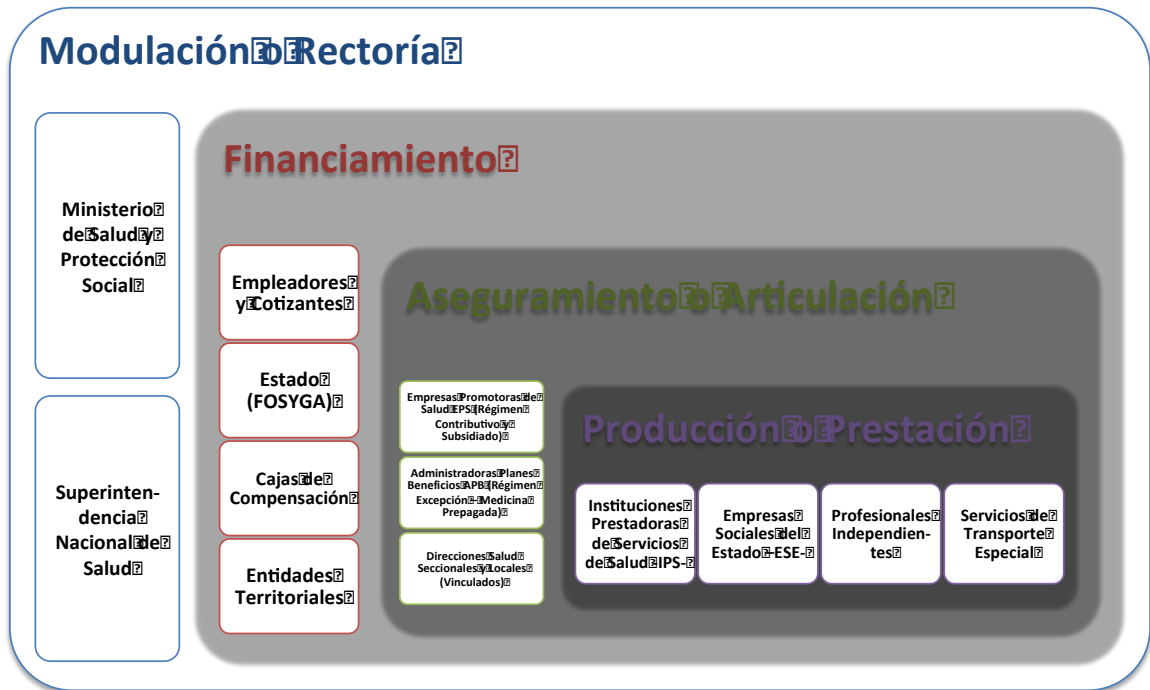 Modulación o Rectoría
Ministerio
de Salud y
Protección
Social
Superinten-
dencia
Nacional de
Salud
Financiamiento
Empleadores
y Cotizantes
Estado
(FOSYGA)
Cajas de
Compensación
Entidades
Territoriales
Aseguramiento o Articulación
Empresas Promotoras de
Salud EPS (Régimen
Contributivo y
Subsidiado)
Administradoras Planes
Beneficios APB (Régimen
Excepción – Medicina
Prepagada)
Direcciones Salud
Seccionales y Locales
(Vinculados)
Producción o Prestación
Instituciones
Prestadoras
de Servicios
de Salud -IPS-
Empresas
Sociales del
Estado –ESE-
Profesionales
Independien-
tes
Servicios de
Transporte
Especial